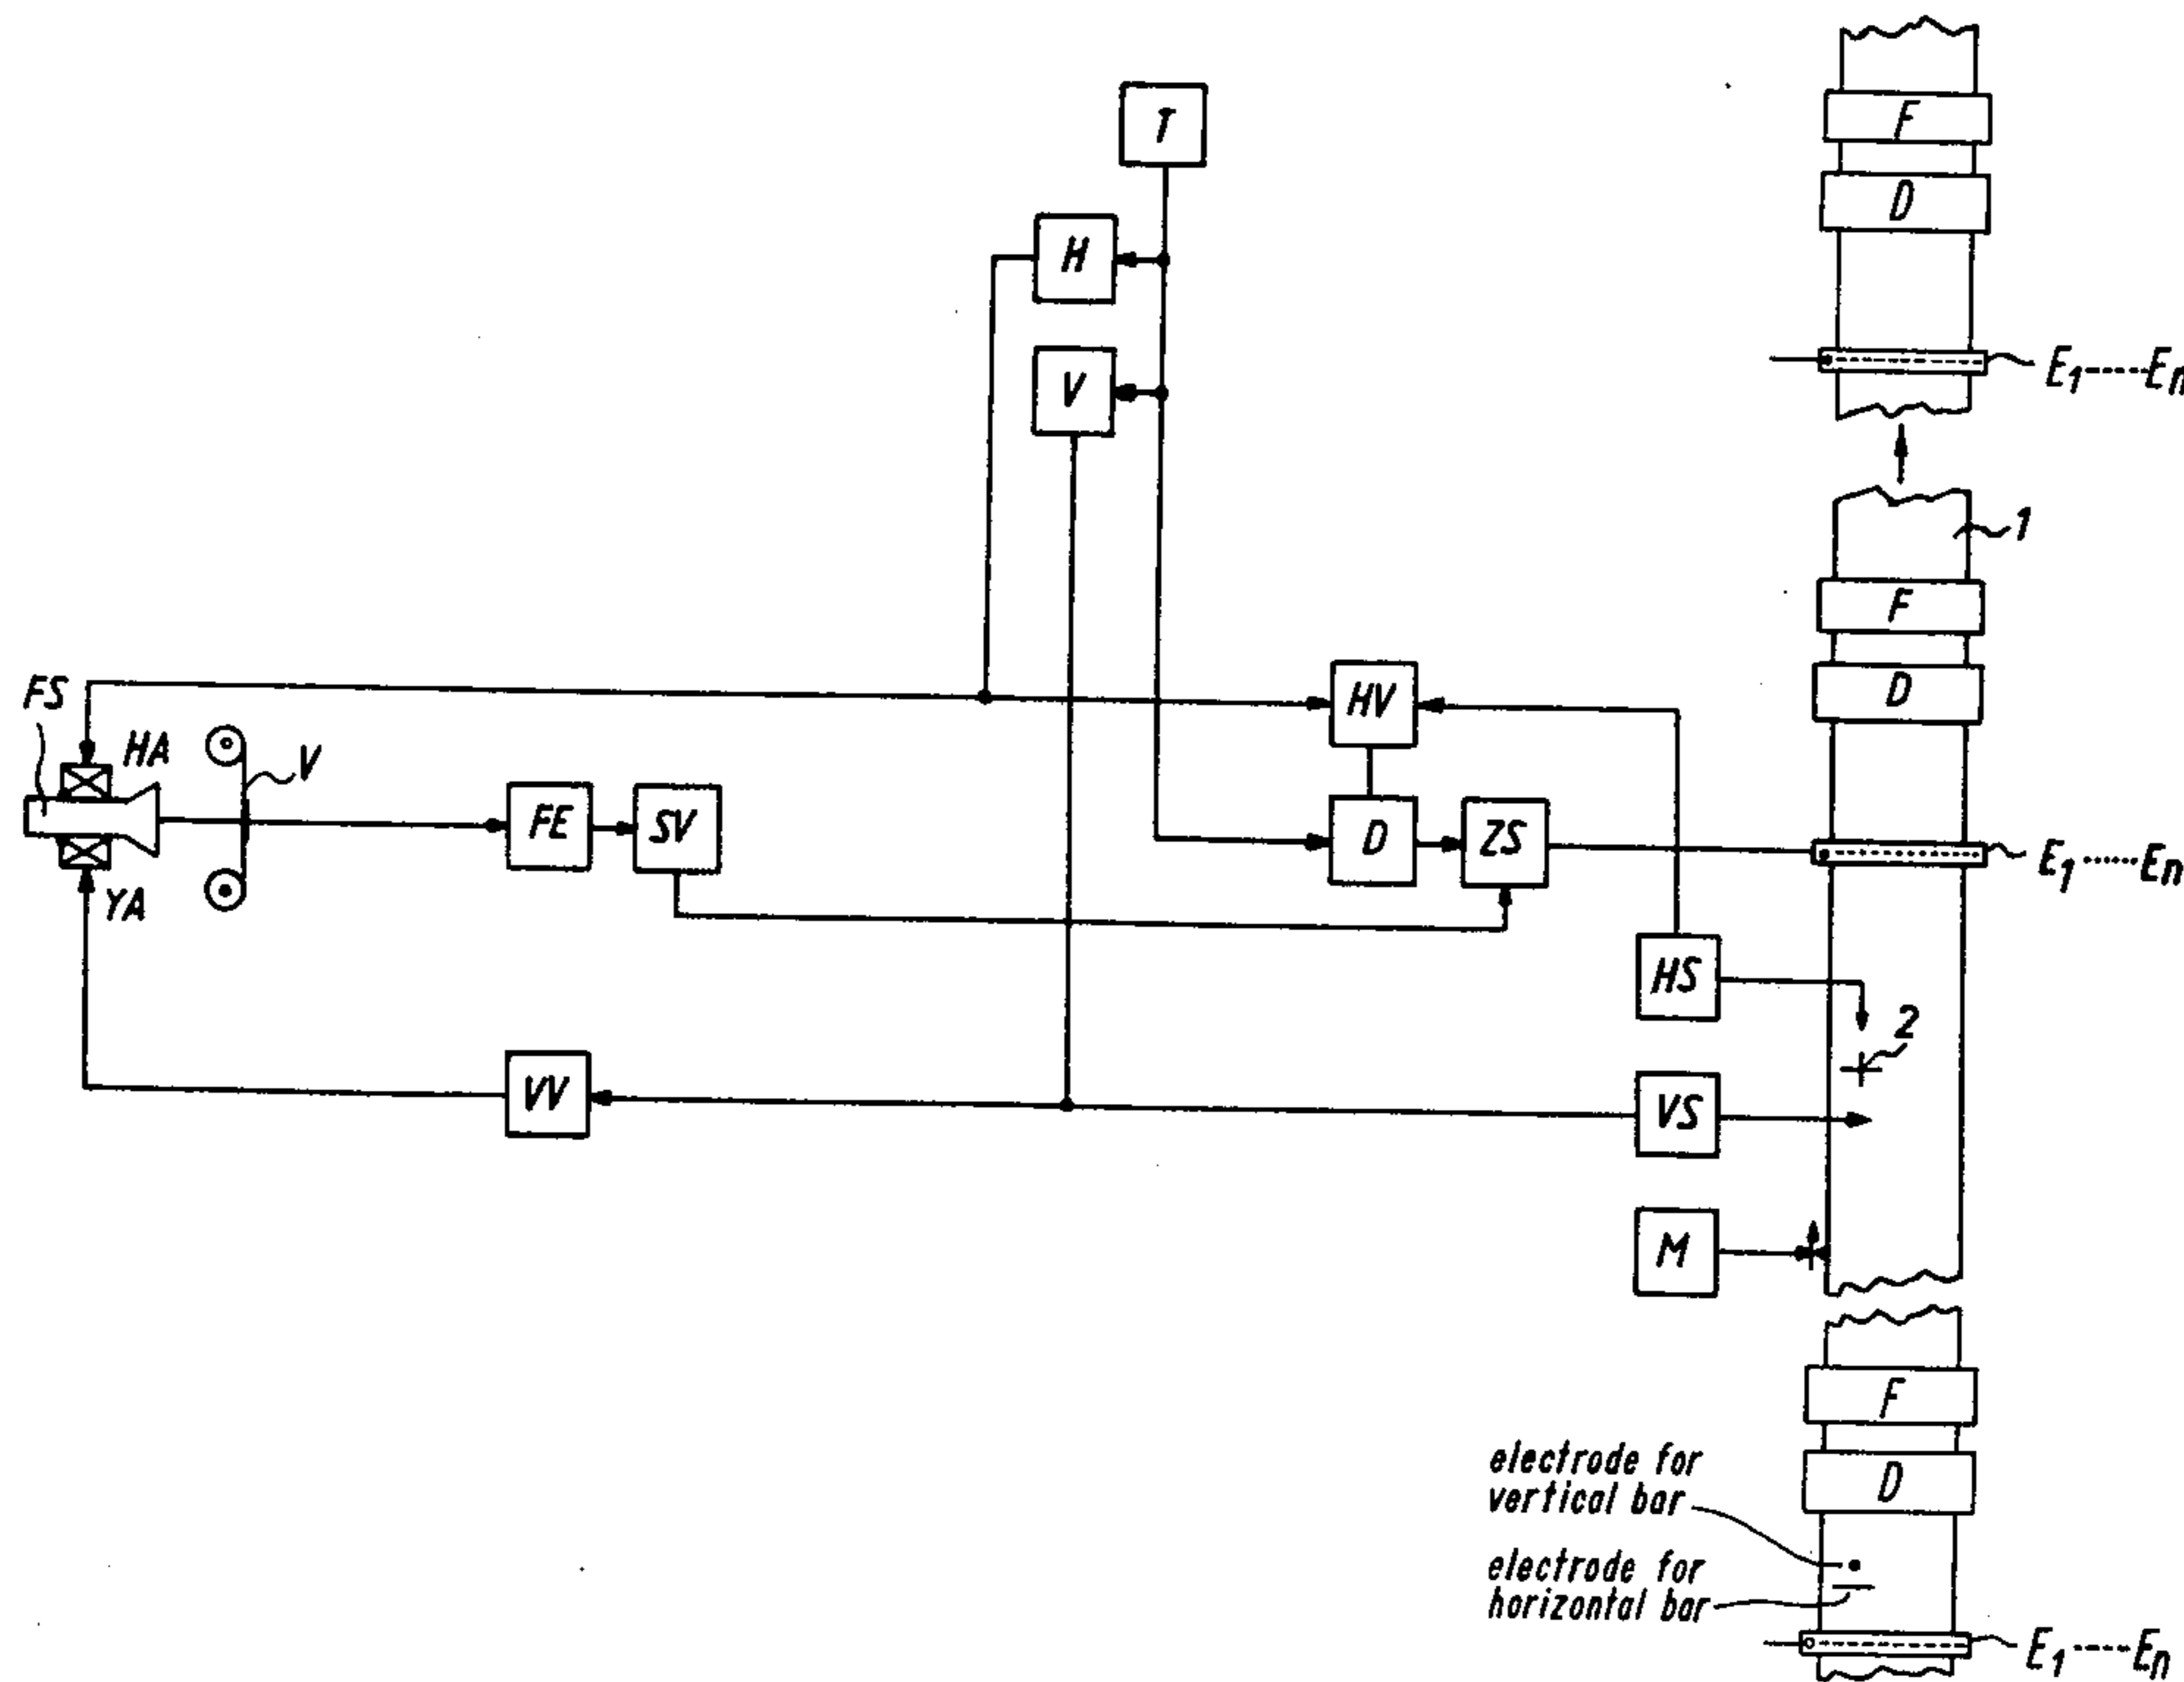 F
T
D
H
E1-----En
V
1
F
FS
HV
D
HA
V
FE
SV
D
ZS
E1------En
YA
HS
2
VV
VS
M
F
electrode for
vertical bar
D
electrode for
horizontal bar
E1-----En